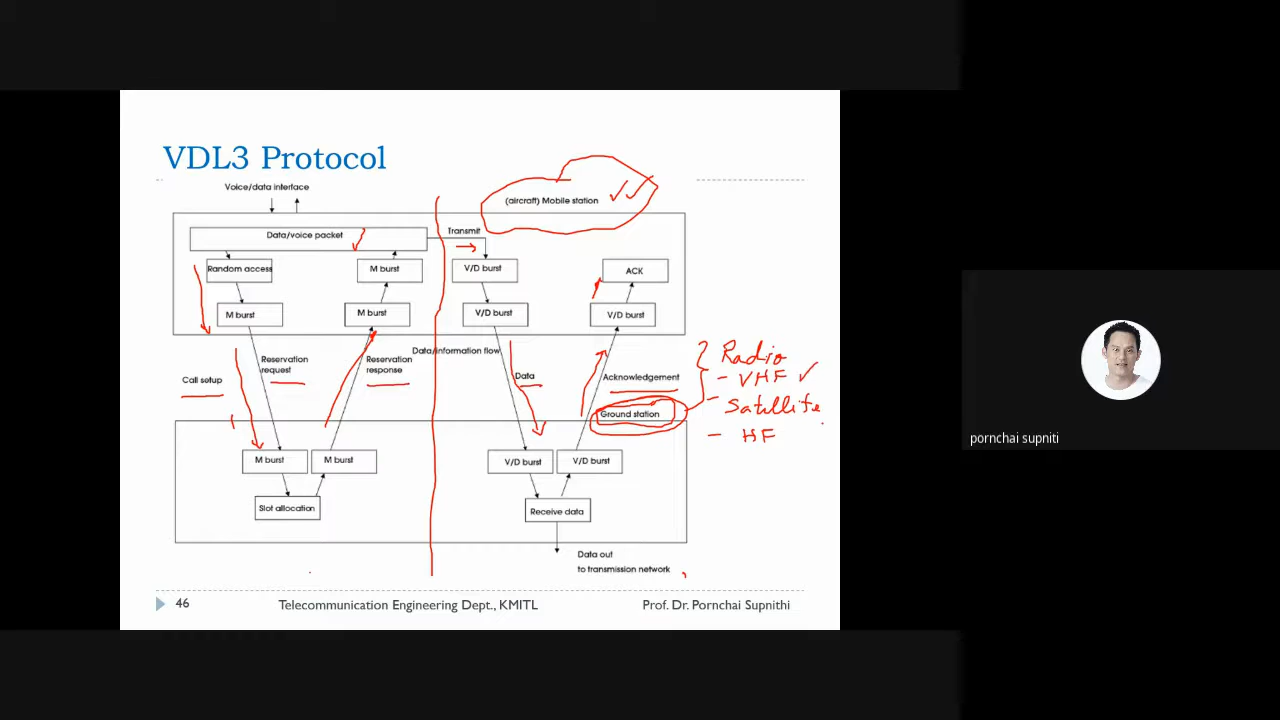 VDL3 Protocol
Voice/data interface
(aircraft) Mobile station
Data/voice packet
Transmit
Random access
M burst
V/D burst
ACK
M burst
M burst
V/D burst
V/D burst
Data/information flow
Reservation
request
Reservation
response
Call setup
Data
Acknowledgement
Ground station
Radio
- VHF ✓
- Satellite
- HF
M burst
M burst
V/D burst
V/D burst
Slot allocation
Receive data
Data out
to transmission network
46
Telecommunication Engineering Dept., KMITL
Prof. Dr. Pornchai Supnithi
pornchai supniti